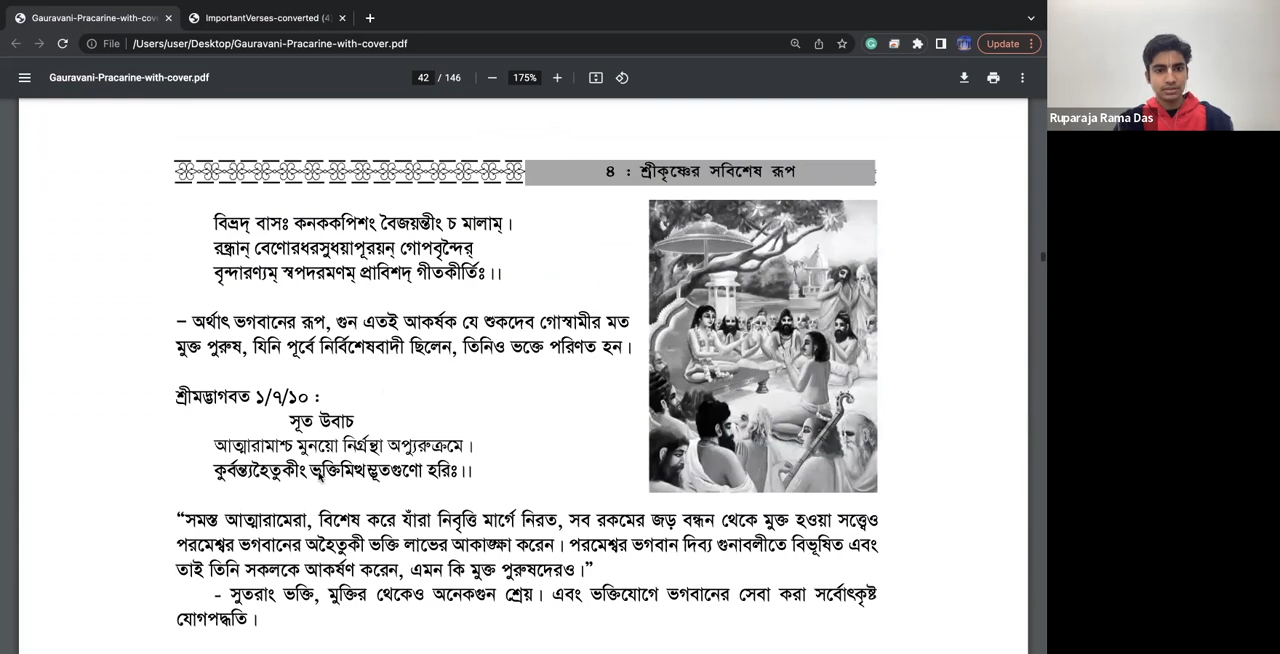 Gauravani-Pracarine-with-cov
ImportantVerses-converted (4)
File /Users/user/Desktop/Gauravani-Pracarine-with-cover.pdf
Update
Gauravani-Pracarine-with-cover.pdf
42 / 146
175%
Ruparaja Rama Das
৪ : শ্রীকৃষ্ণের সবিশেষ রূপ
বিভ্রদ্ বাসঃ কনককপিশং বৈজয়ন্তীং চ মালাম্।
রন্ধ্রান্ বেণোরধরসুধয়াপূরয়ন্ গোপবৃন্দৈর্
বৃন্দারণ্যম্ স্বপদরমণম্ প্রাবিশদ্ গীতকীর্তিঃ।।
– অর্থাৎ ভগবানের রূপ, গুন এতই আকর্ষক যে শুকদেব গোস্বামীর মত
মুক্ত পুরুষ, যিনি পূর্বে নির্বিশেষবাদী ছিলেন, তিনিও ভক্তে পরিণত হন।
শ্রীমদ্ভাগবত ১/৭/১০ :
সূত উবাচ
আত্মারামাশ্চ মুনয়ো নির্গ্রন্থা অপ্যুরুক্রমে।
কুর্বন্ত্যহৈতুকীং ভক্তিমিত্থম্ভূতগুণো হরিঃ।।
“সমস্ত আত্মারামেরা, বিশেষ করে যাঁরা নিবৃত্তি মার্গে নিরত, সব রকমের জড় বন্ধন থেকে মুক্ত হওয়া সত্ত্বেও
পরমেশ্বর ভগবানের অহৈতুকী ভক্তি লাভের আকাঙ্ক্ষা করেন। পরমেশ্বর ভগবান দিব্য গুনাবলীতে বিভূষিত এবং
তাই তিনি সকলকে আকর্ষণ করেন, এমন কি মুক্ত পুরুষদেরও।”
- সুতরাং ভক্তি, মুক্তির থেকেও অনেকগুন শ্রেয়। এবং ভক্তিযোগে ভগবানের সেবা করা সর্বোৎকৃষ্ট
যোগপদ্ধতি।